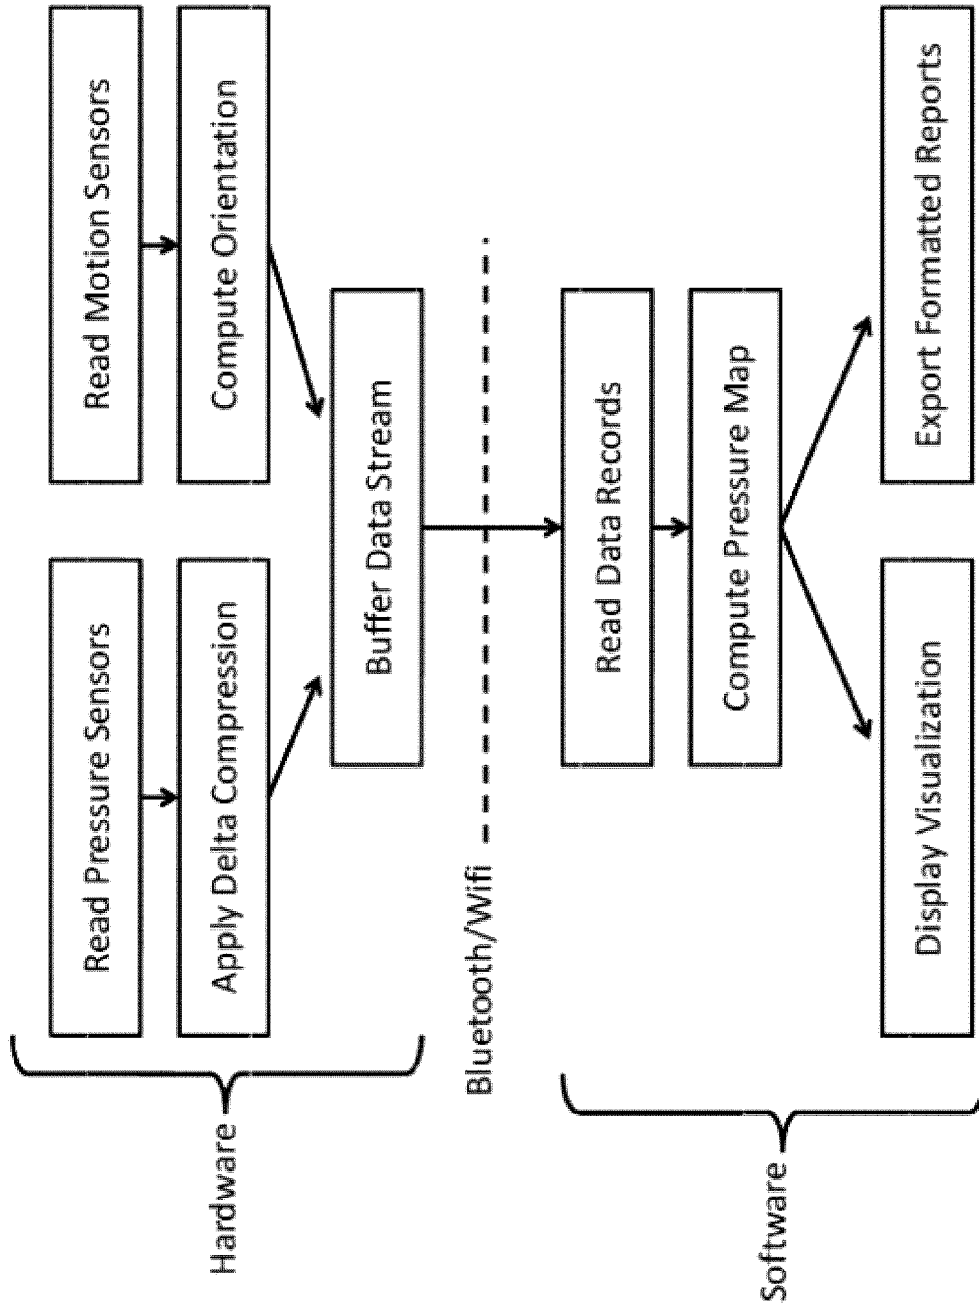 Hardware
Read Pressure Sensors
Read Motion Sensors
Apply Delta Compression
Compute Orientation
Buffer Data Stream
Bluetooth/Wifi
Software
Read Data Records
Compute Pressure Map
Display Visualization
Export Formatted Reports